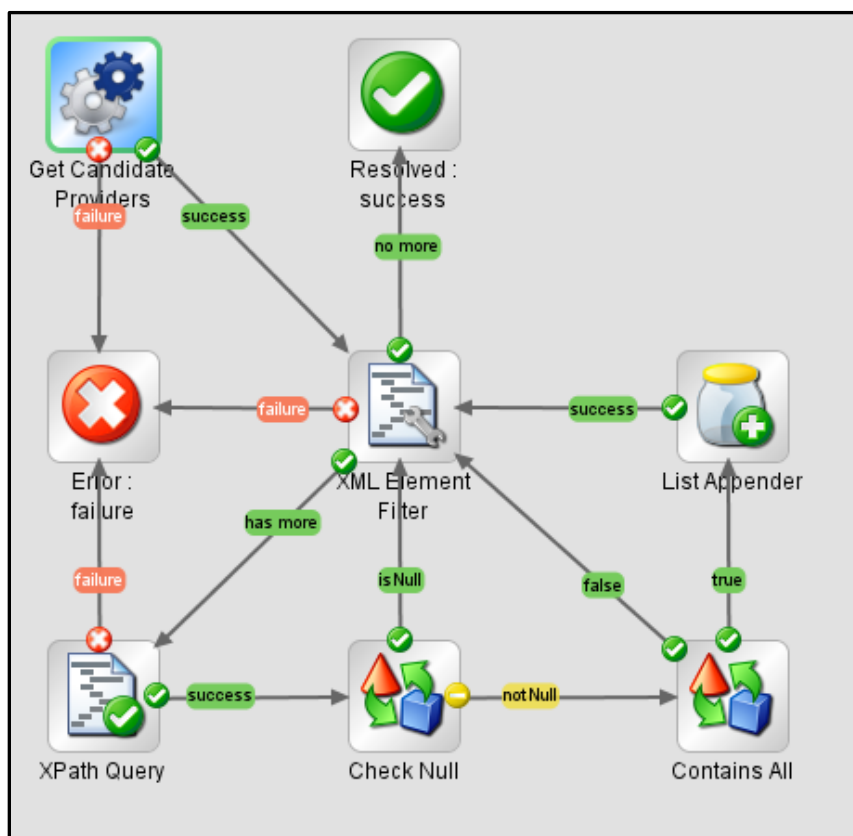 Get Candidate
Providers
Resolved :
success
failure
success
no more
failure
success
Error :
failure
XML Element
Filter
List Appender
has more
failure
isNull
false
true
success
notNull
XPath Query
Check Null
Contains All